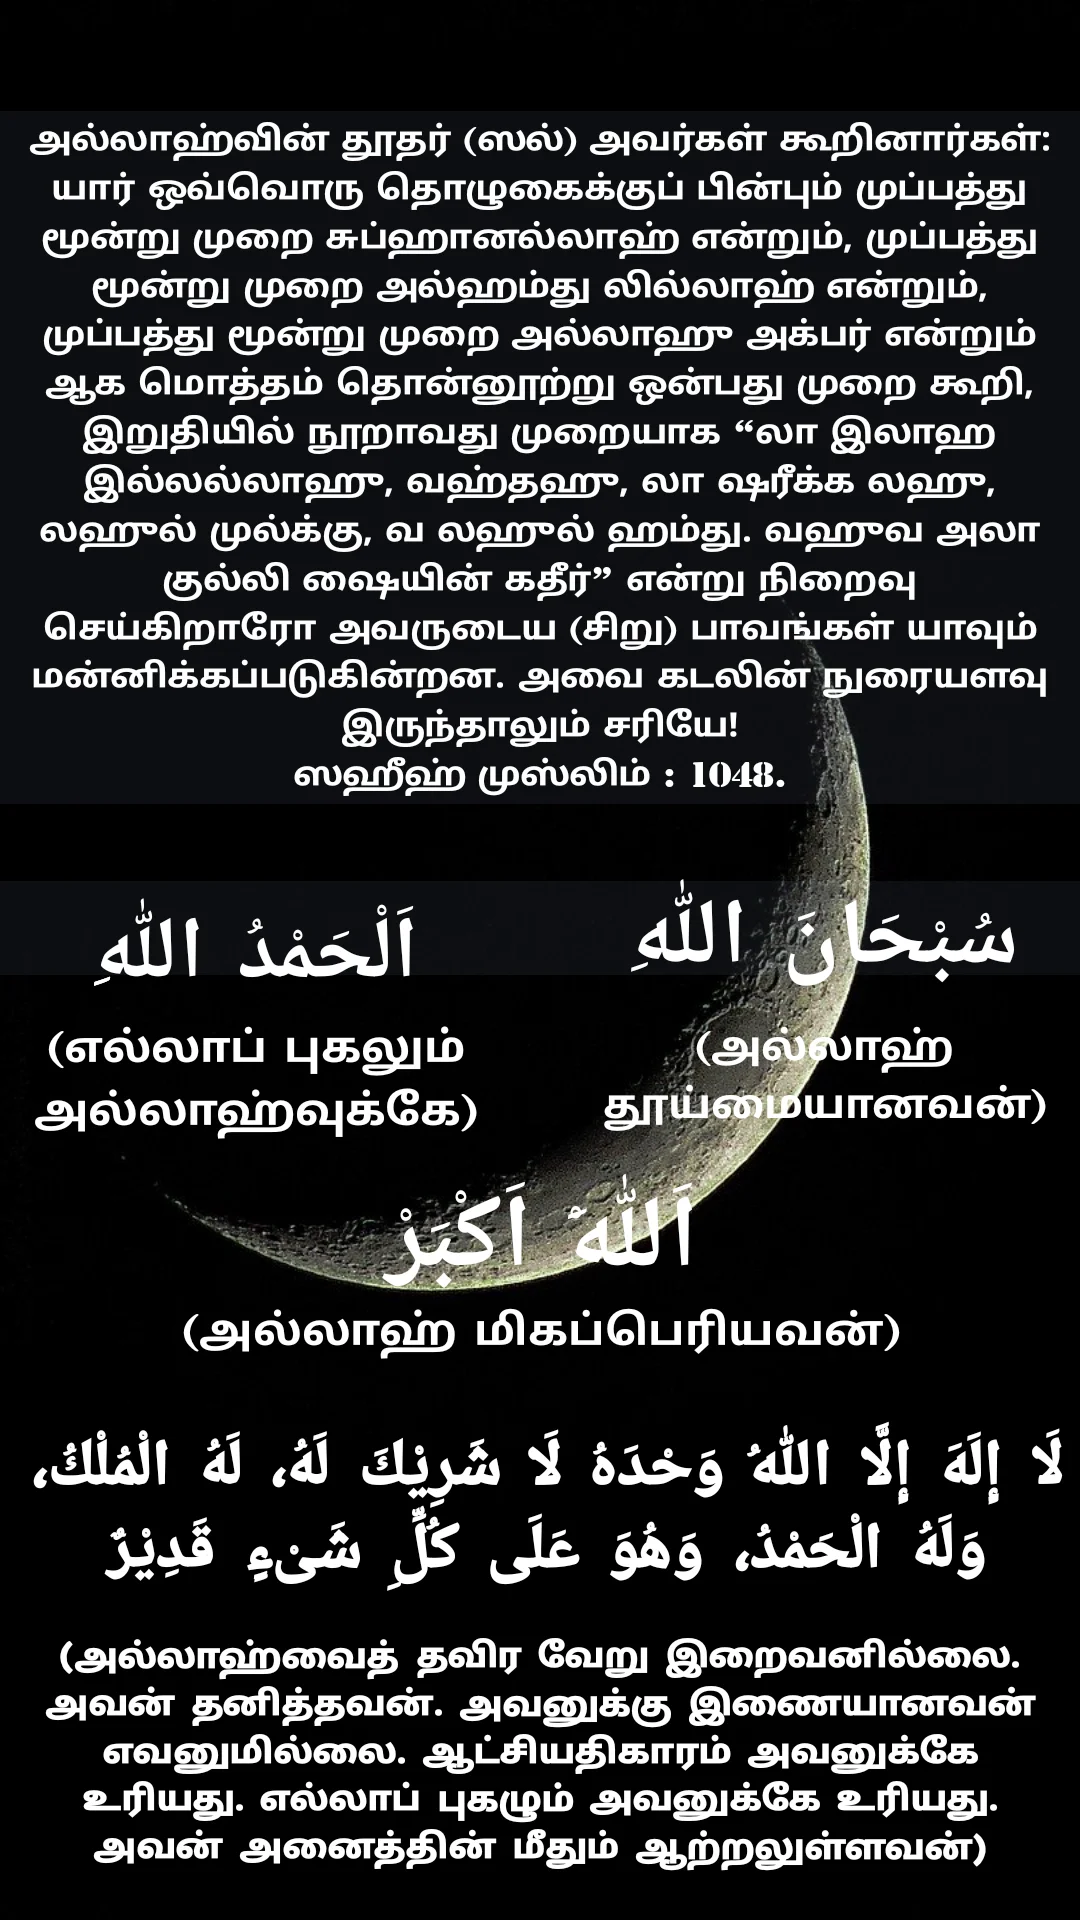 அல்லாஹ்வின் தூதர் (ஸல்) அவர்கள் கூறினார்கள்:
யார் ஒவ்வொரு தொழுகைக்குப் பின்பும் முப்பத்து
மூன்று முறை சுப்ஹானல்லாஹ் என்றும், முப்பத்து
மூன்று முறை அல்ஹம்து லில்லாஹ் என்றும்,
முப்பத்து மூன்று முறை அல்லாஹு அக்பர் என்றும்
ஆக மொத்தம் தொன்னூற்று ஒன்பது முறை கூறி,
இறுதியில் நூறாவது முறையாக “லா இலாஹ
இல்லல்லாஹு, வஹ்தஹு, லா ஷரீக்க லஹு,
லஹுல் முல்க்கு, வ லஹுல் ஹம்து. வஹுவ அலா
குல்லி ஷையின் கதீர்” என்று நிறைவு
செய்கிறாரோ அவருடைய (சிறு) பாவங்கள் யாவும்
மன்னிக்கப்படுகின்றன. அவை கடலின் நுரையளவு
இருந்தாலும் சரியே!
ஸஹீஹ் முஸ்லிம் : 1048.
سُبْحَانَ اللّٰهِ
(அல்லாஹ்
தூய்மையானவன்)
اَلْحَمْدُ اللّٰهِ
(எல்லாப் புகலும்
அல்லாஹ்வுக்கே)
اَللّٰهُ اَكْبَرْ
(அல்லாஹ் மிகப்பெரியவன்)
لَا إِلَهَ إِلَّا اللّٰهُ وَحْدَهُ لَا شَرِيْكَ لَهُ، لَهُ الْمُلْكُ،
وَلَهُ الْحَمْدُ، وَهُوَ عَلَى كُلِّ شَىْءٍ قَدِيْرٌ
(அல்லாஹ்வைத் தவிர வேறு இறைவனில்லை.
அவன் தனித்தவன். அவனுக்கு இணையானவன்
எவனுமில்லை. ஆட்சியதிகாரம் அவனுக்கே
உரியது. எல்லாப் புகழும் அவனுக்கே உரியது.
அவன் அனைத்தின் மீதும் ஆற்றலுள்ளவன்)